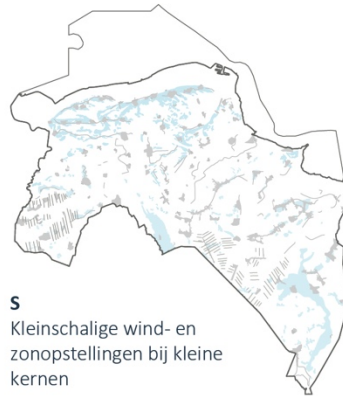 S
Kleinschalige wind- en
zonopstellingen bij kleine
kernen